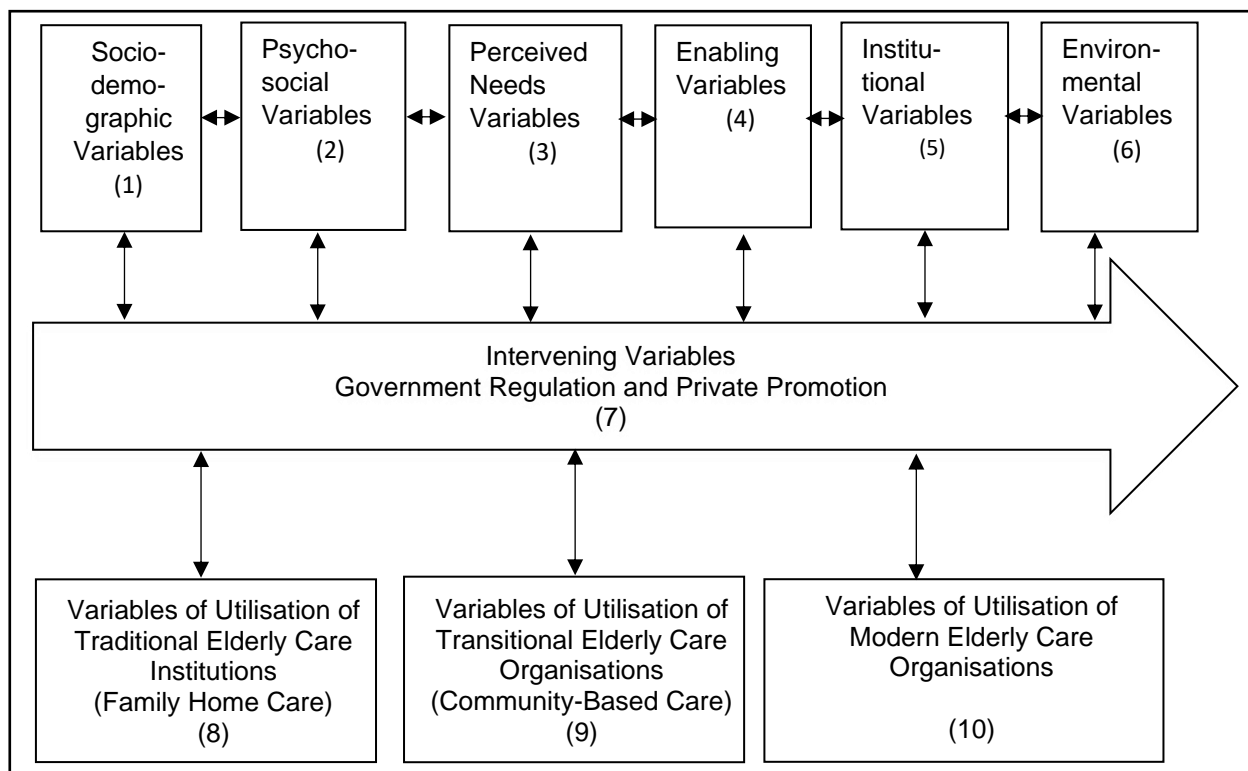 Socio-
demo-
graphic
Variables
(1)
Psycho-
social
Variables
(2)
Perceived
Needs
Variables
(3)
Enabling
Variables
(4)
Institu-
tional
Variables
(5)
Environ-
mental
Variables
(6)
Intervening Variables
Government Regulation and Private Promotion
(7)
Variables of Utilisation of
Traditional Elderly Care
Institutions
(Family Home Care)
(8)
Variables of Utilisation of
Transitional Elderly Care
Organisations
(Community-Based Care)
(9)
Variables of Utilisation of
Modern Elderly Care
Organisations
(10)